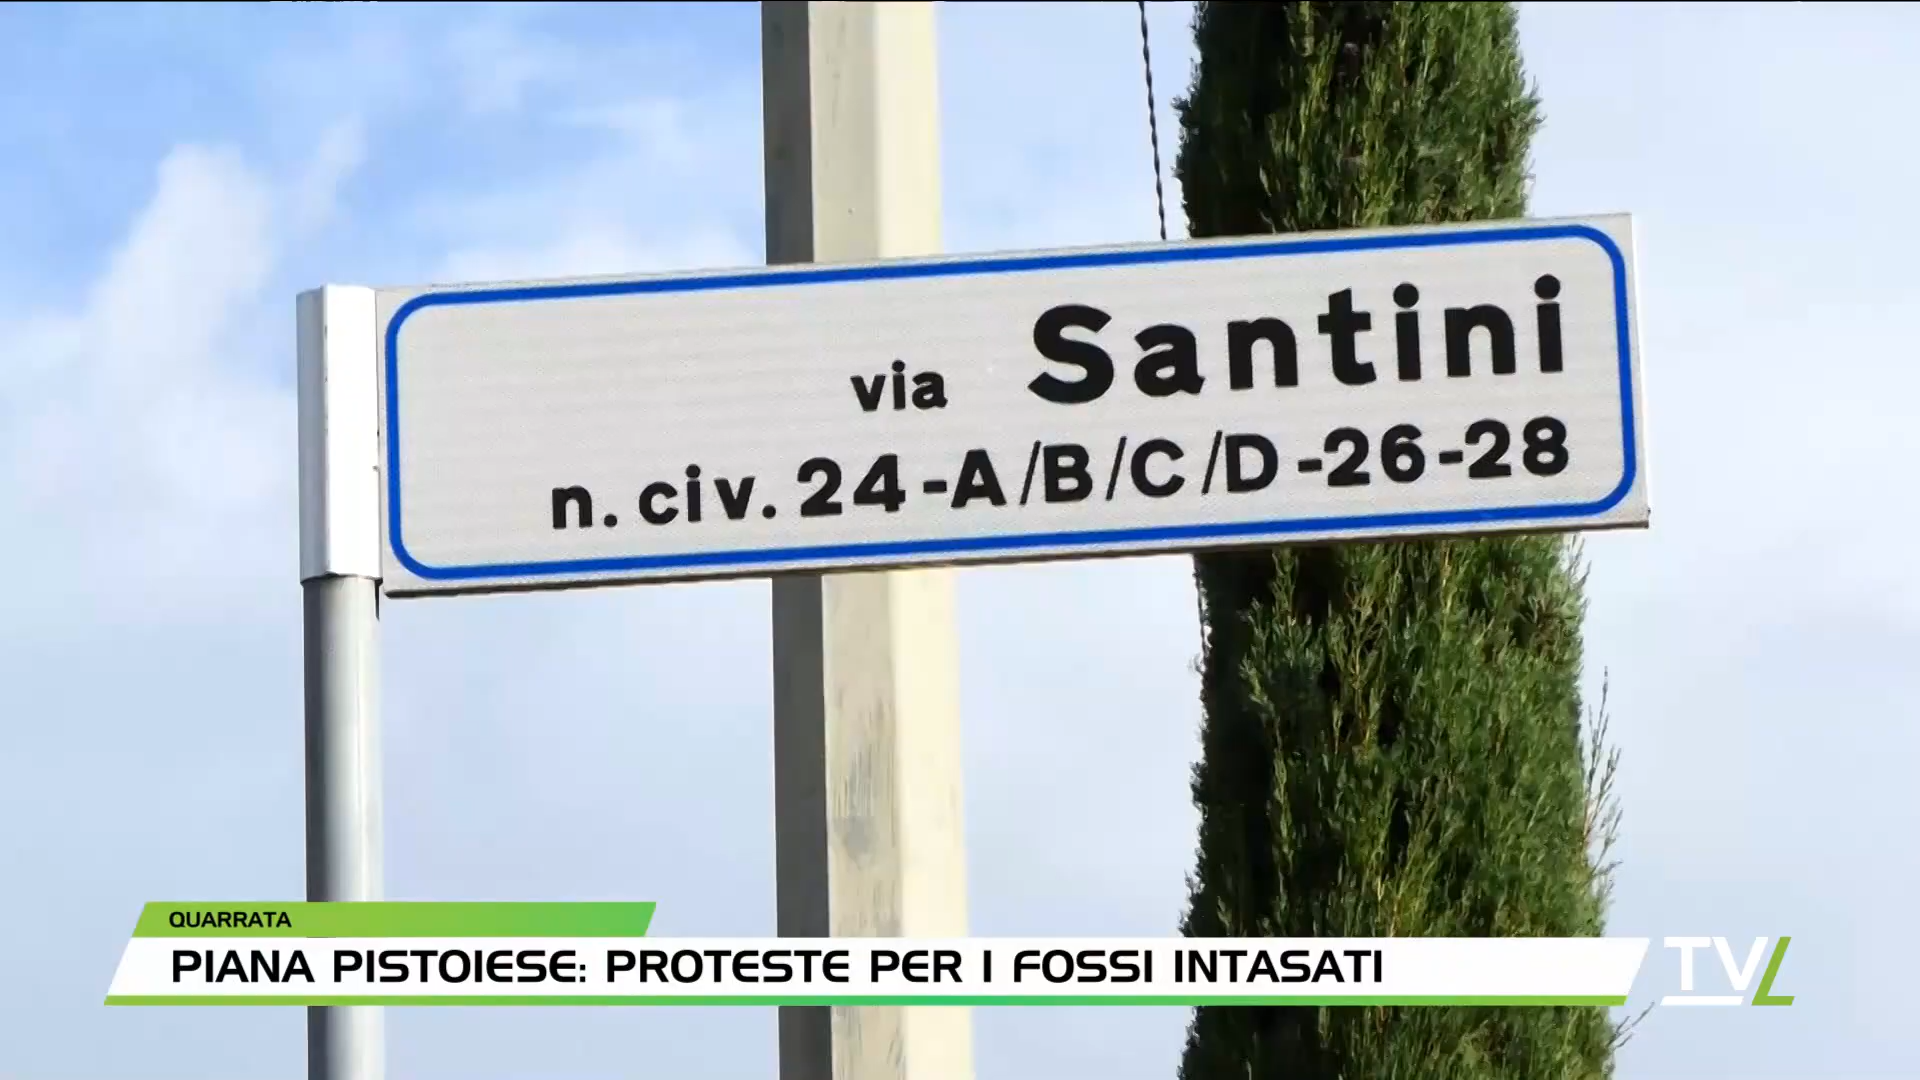 via Santini
n. civ. 24-A/B/C/D-26-28
QUARRATA
PIANA PISTOIESE: PROTESTE PER I FOSSI INTASATI
TVL